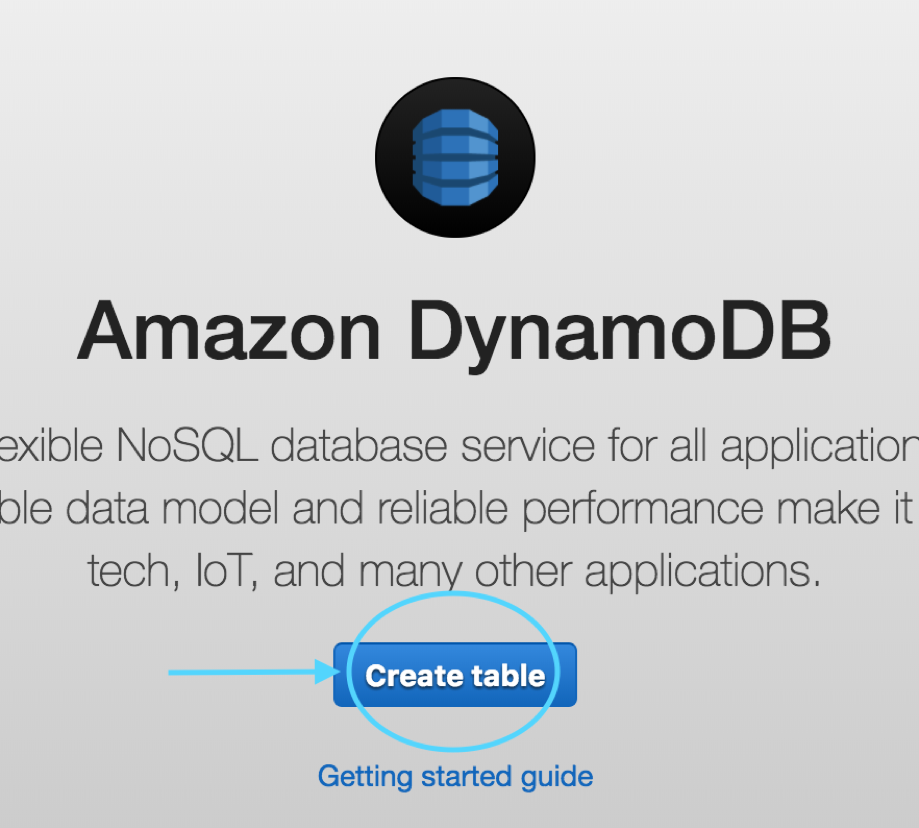 Amazon DynamoDB
exible NoSQL database service for all application
ble data model and reliable performance make it
tech, IoT, and many other applications.
Create table
Getting started guide